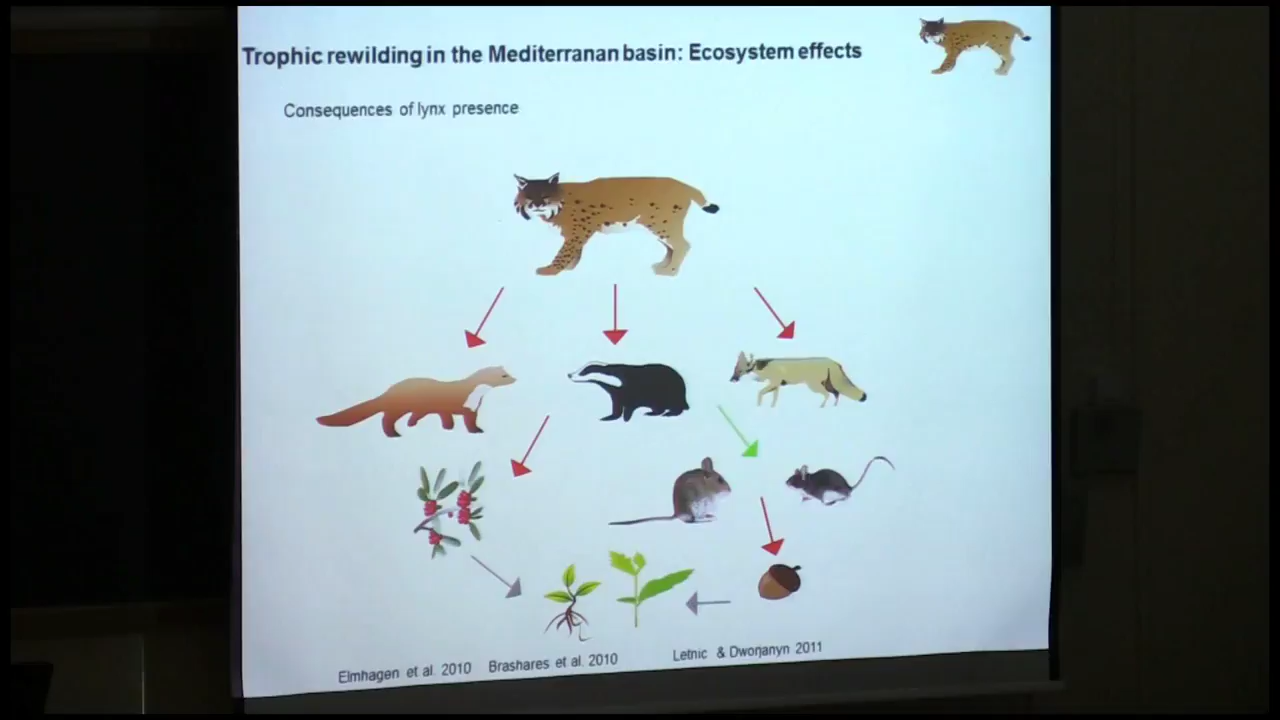 Trophic rewilding in the Mediterranan basin: Ecosystem effects
Consequences of lynx presence
Elmhagen et al. 2010 Brashares et al. 2010 Letnic & Dworjanyn 2011